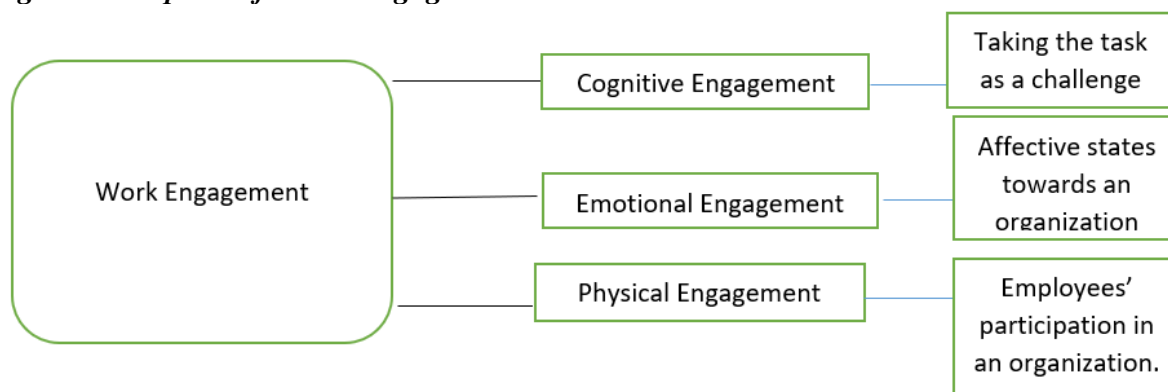 Work Engagement
Cognitive Engagement
Taking the task
as a challenge
Emotional Engagement
Affective states
towards an
organization
Physical Engagement
Employees’
participation in
an organization.